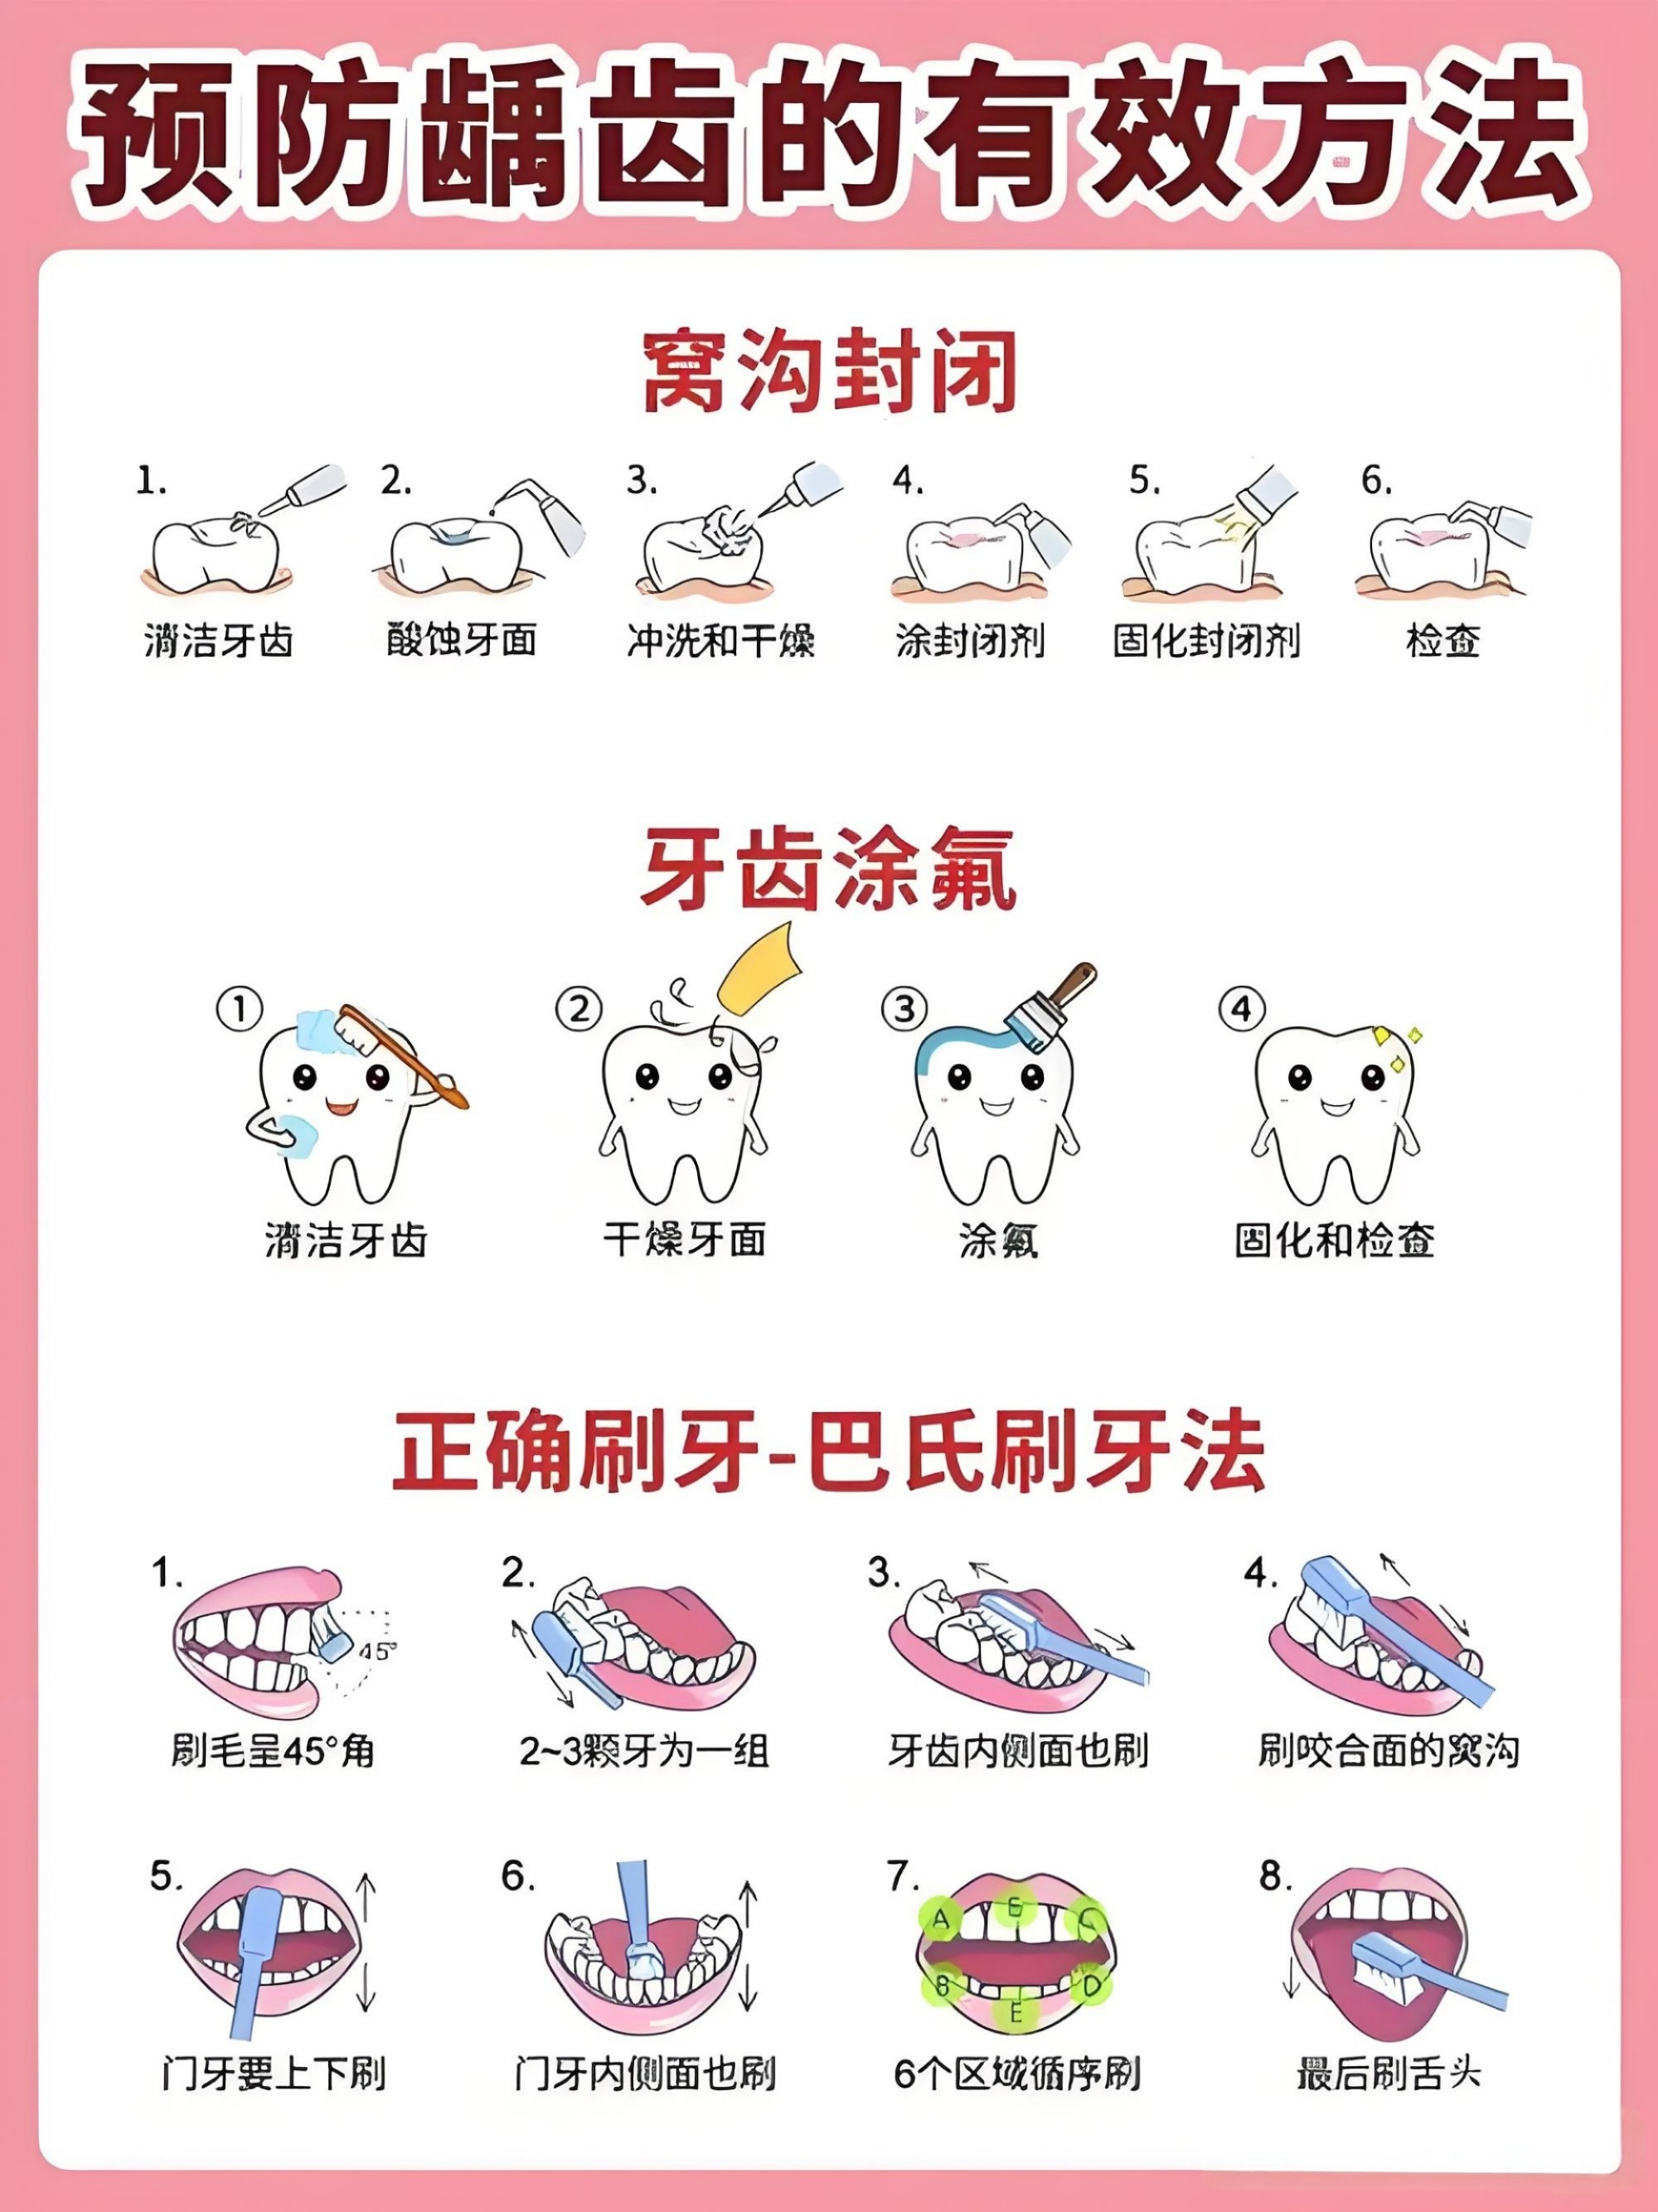 预防龋齿的有效方法
窝沟封闭
1. 2. 3. 4. 5. 6.
清洁牙齿 酸蚀牙面 冲洗和干燥 涂封闭剂 固化封闭剂 检查
牙齿涂氟
① ② ③ ④
清洁牙齿 干燥牙面 涂氟 固化和检查
正确刷牙-巴氏刷牙法
1. 2. 3. 4.
45°
刷毛呈45°角 2~3颗牙为一组 牙齿内侧面也刷 刷咬合面的窝沟
5. 6. 7. 8.
A E C
B E D
门牙要上下刷 门牙内侧面也刷 6个区域循序刷 最后刷舌头